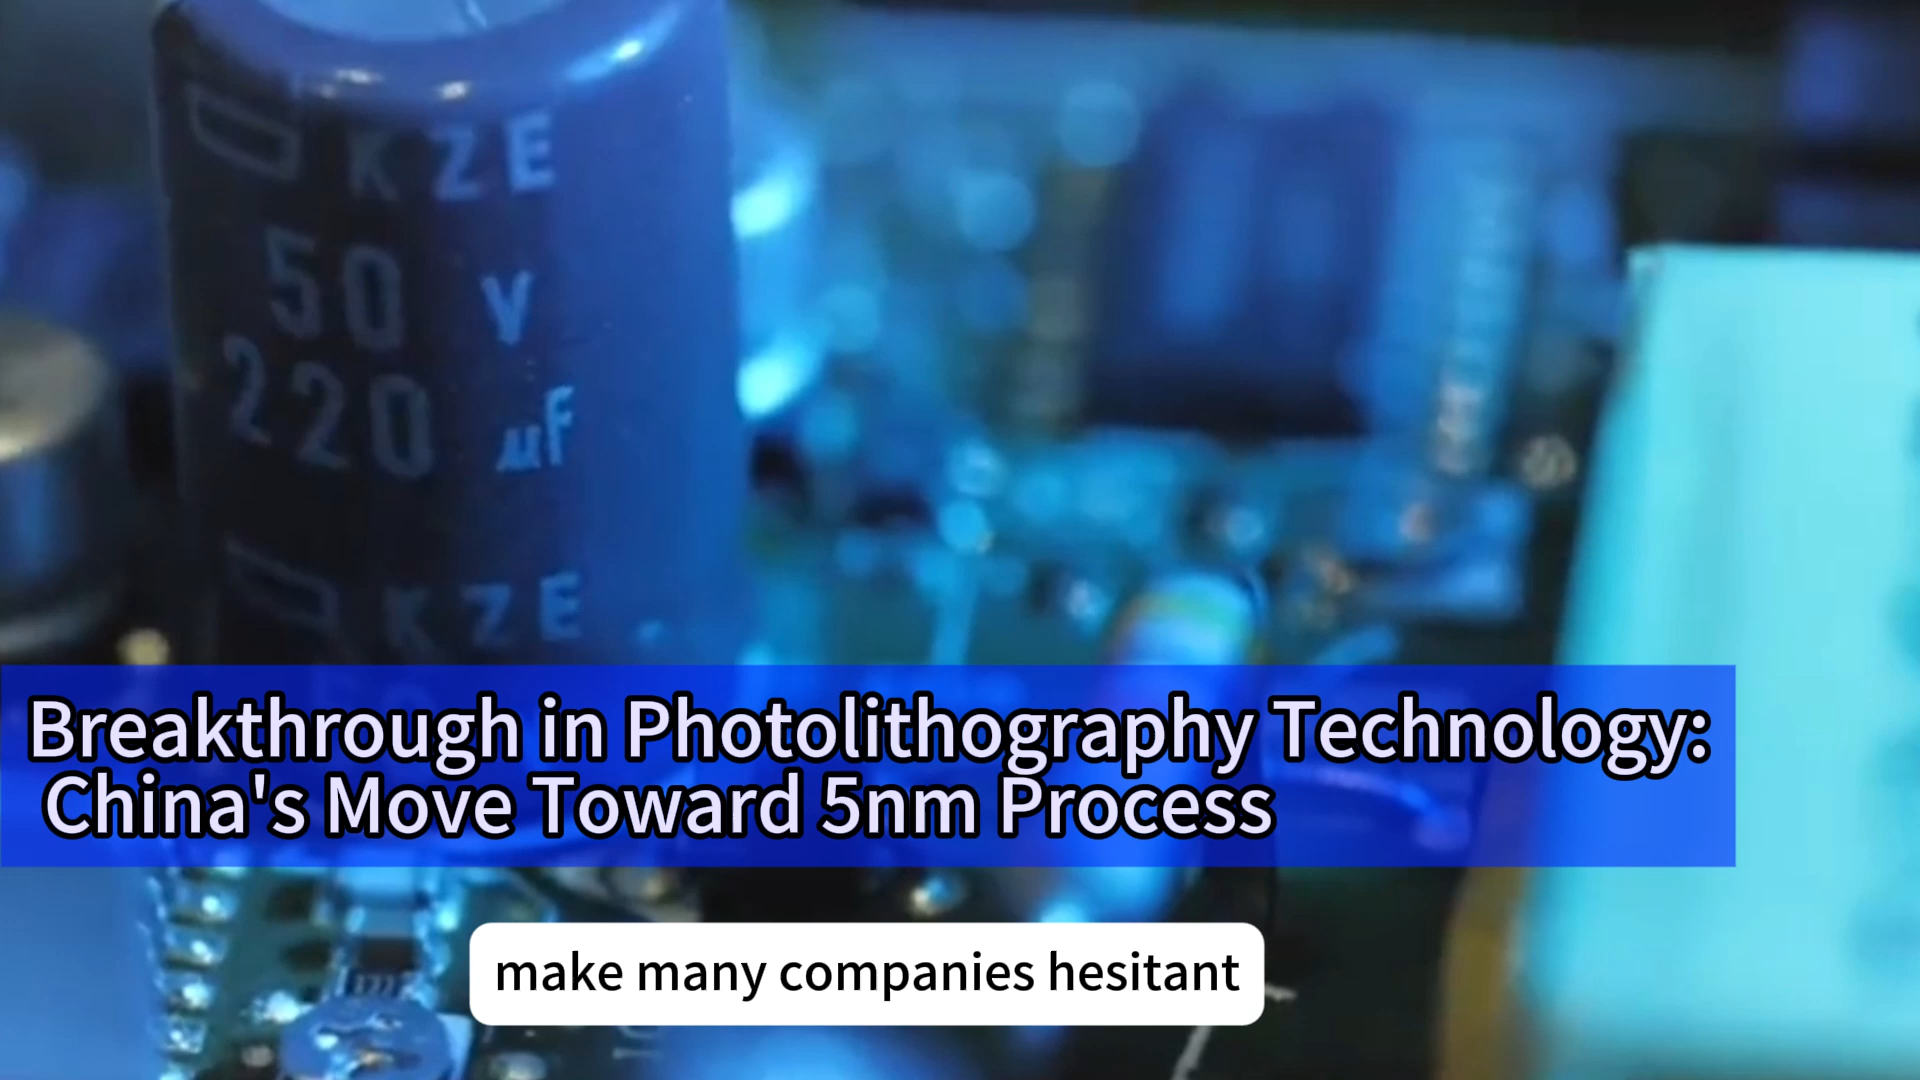 KZE
50 V
220 µF
KZE
Breakthrough in Photolithography Technology:
China's Move Toward 5nm Process
make many companies hesitant